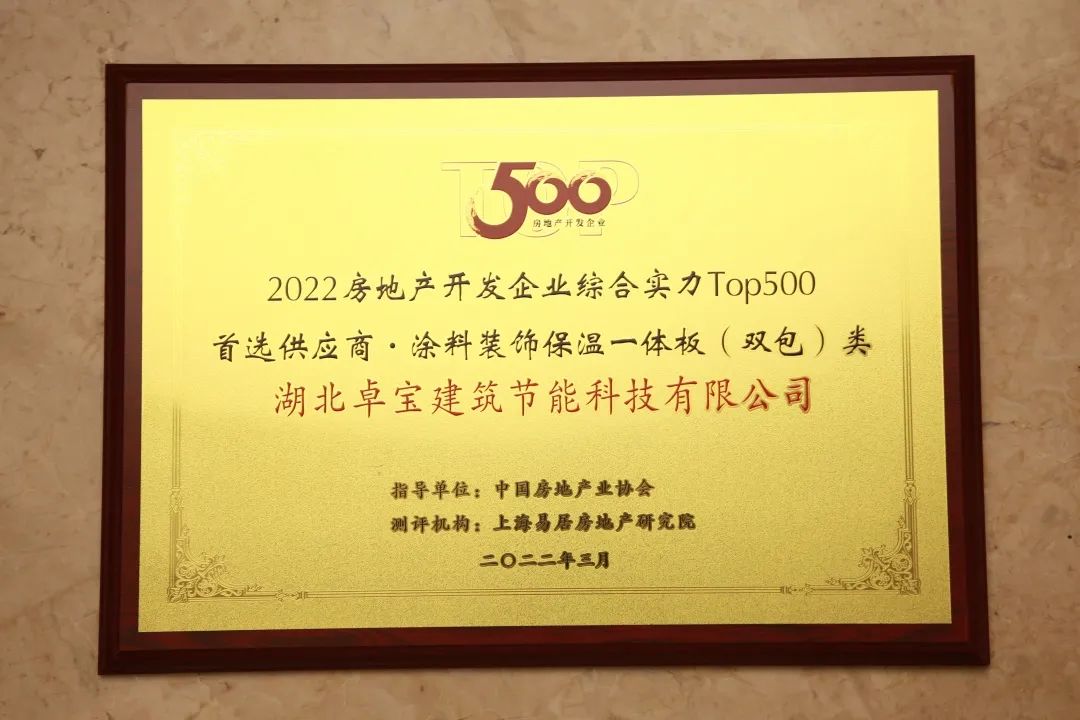 TOP
500
房地产开发企业
2022房地产开发企业综合实力Top500
首选供应商·涂料装饰保温一体板（双包）类
湖北卓宝建筑节能科技有限公司
指导单位：中国房地产业协会
测评机构：上海易居房地产研究院
二〇二二年三月